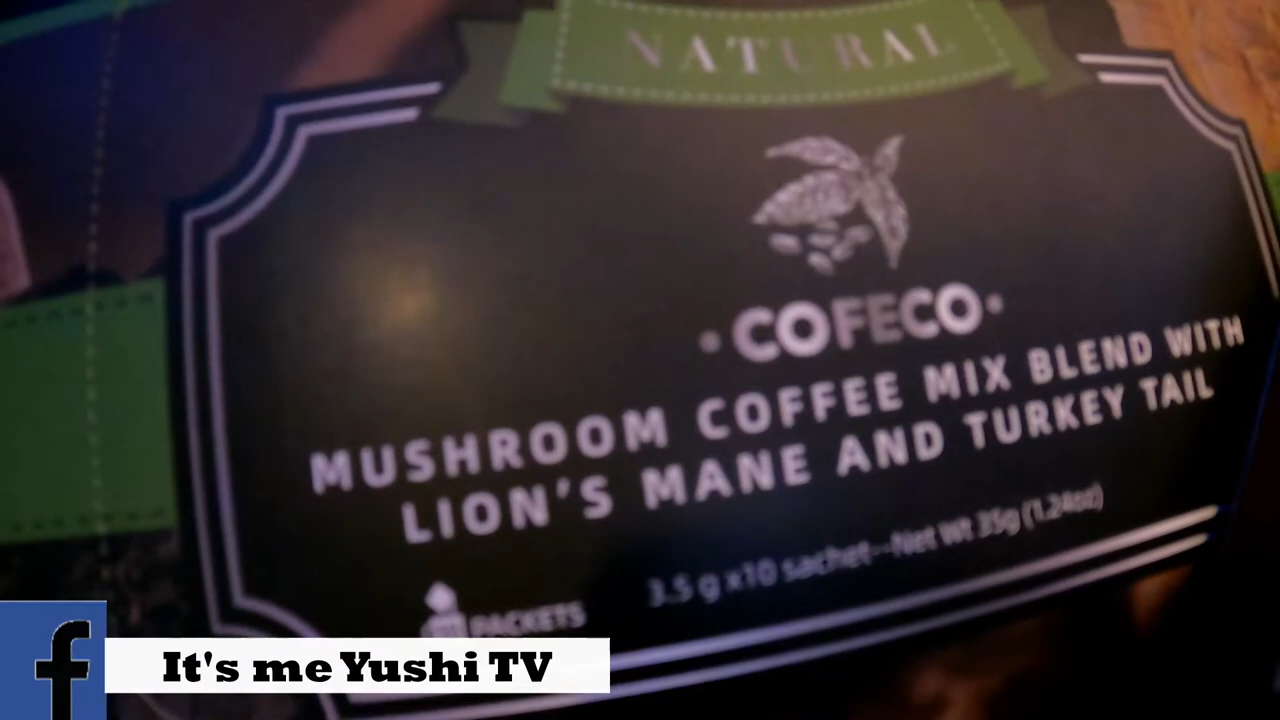 NATURAL
• COFECO •
MUSHROOM COFFEE MIX BLEND WITH
LION'S MANE AND TURKEY TAIL
3.5 g x10 sachet--Net Wt 35g (1.24oz)
PACKETS
f
It's me Yushi TV